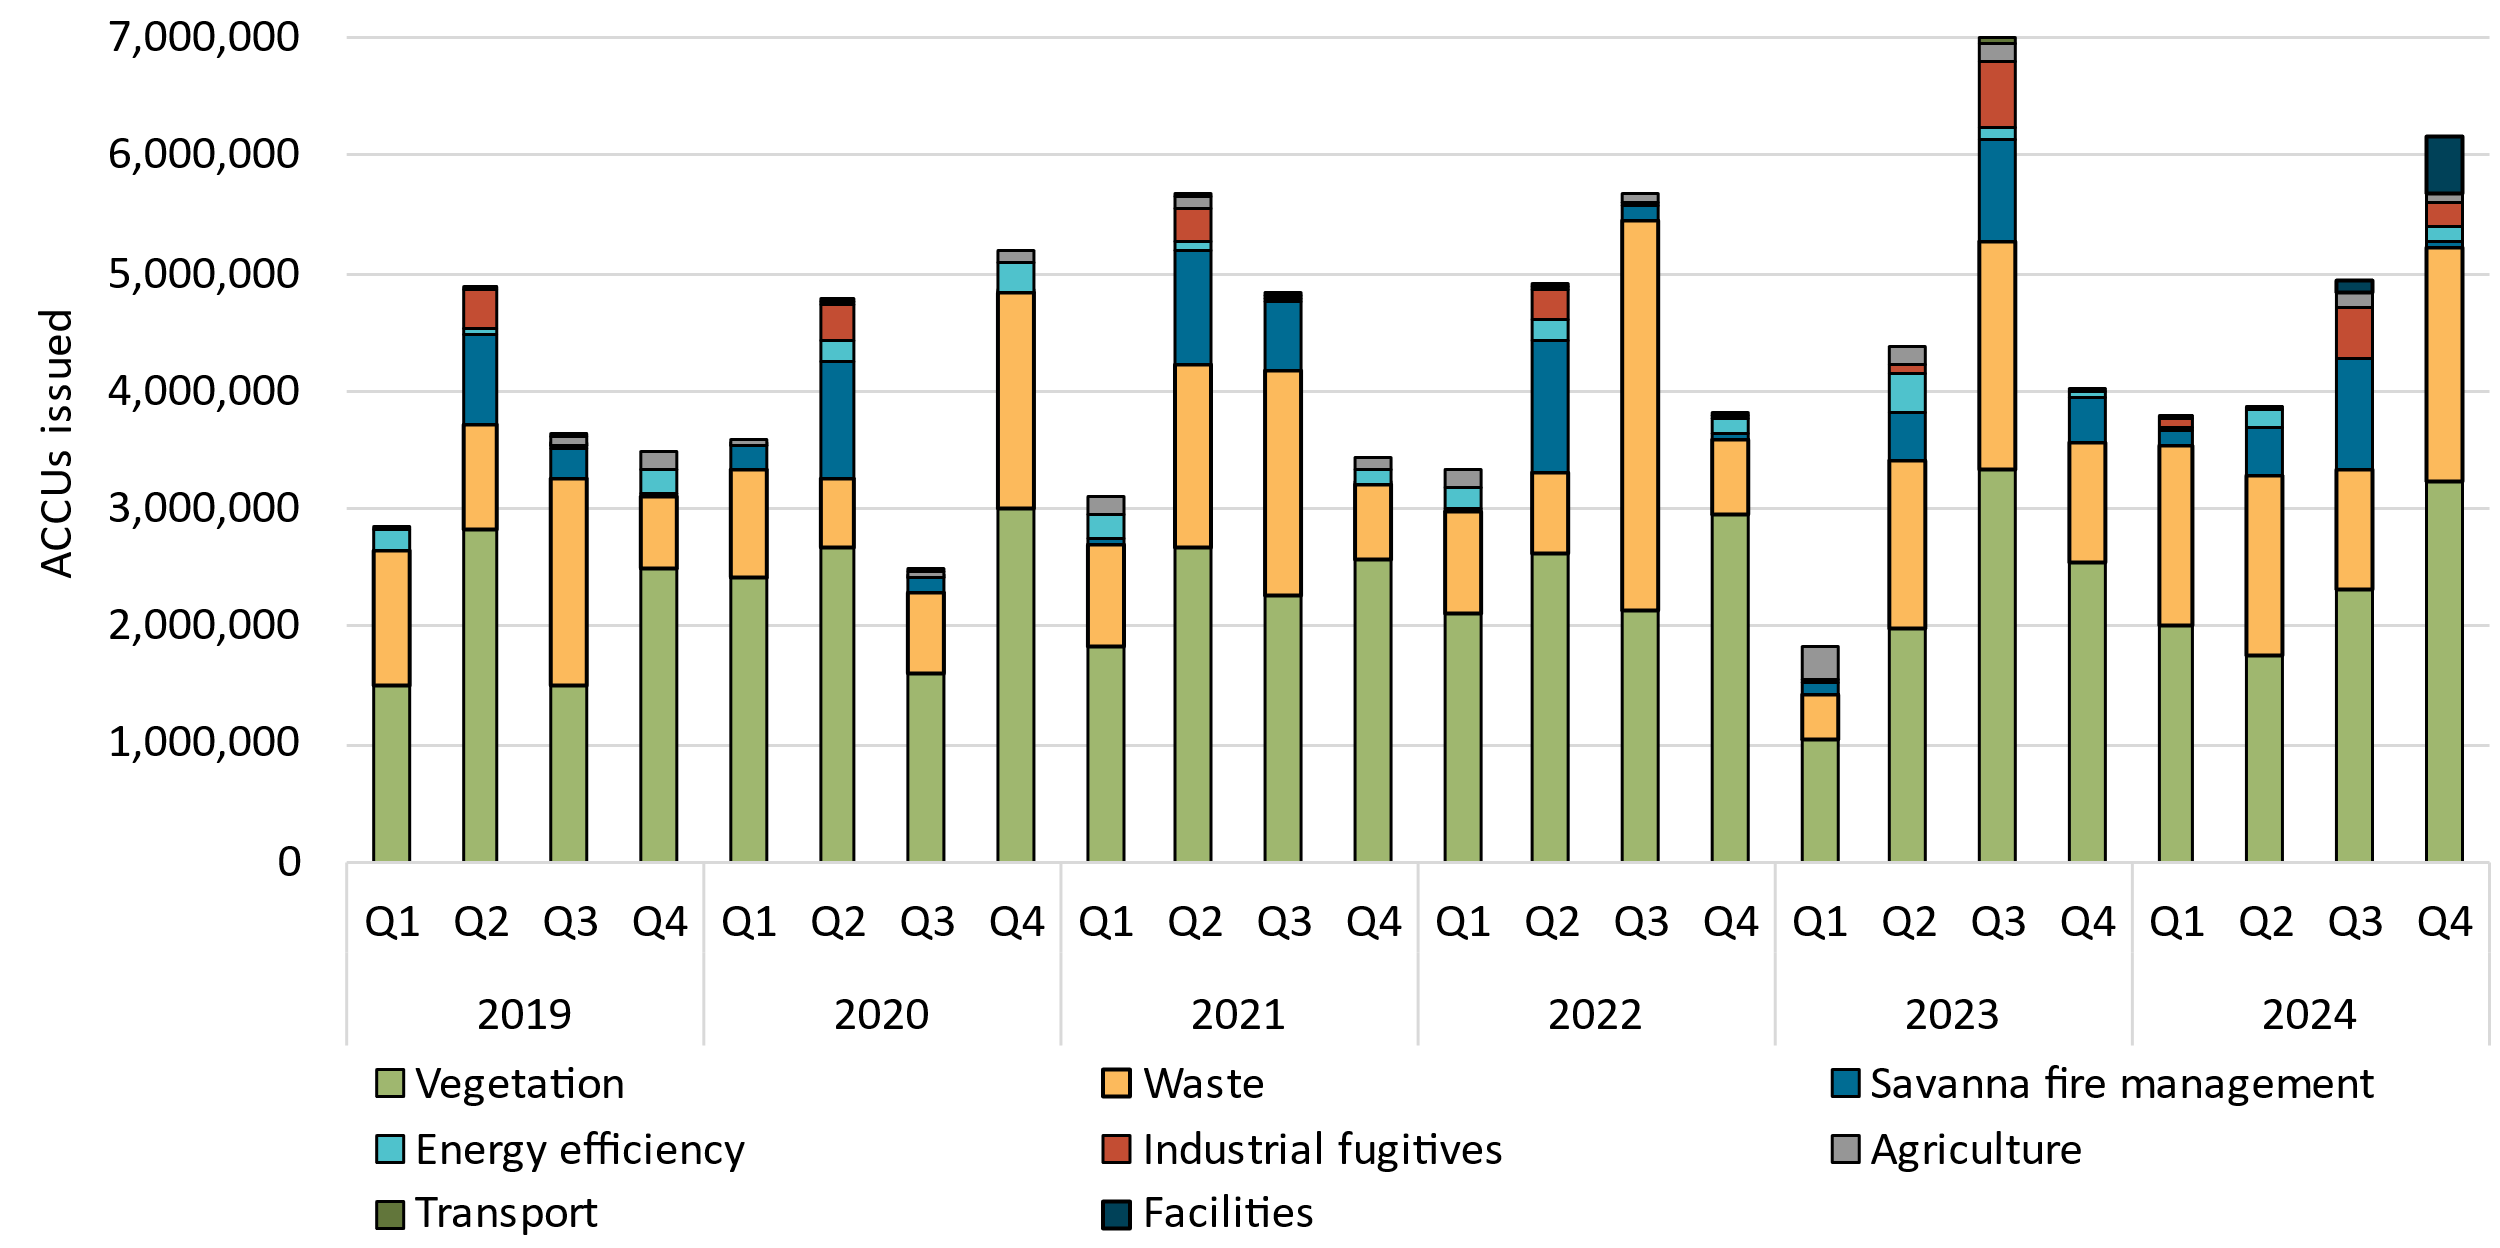 7,000,000
6,000,000
5,000,000
4,000,000
3,000,000
2,000,000
1,000,000
0
ACCUs issued
Q1 Q2 Q3 Q4 Q1 Q2 Q3 Q4 Q1 Q2 Q3 Q4 Q1 Q2 Q3 Q4 Q1 Q2 Q3 Q4 Q1 Q2 Q3 Q4
2019 2020 2021 2022 2023 2024
Vegetation Waste Savanna fire management
Energy efficiency Industrial fugitives Agriculture
Transport Facilities